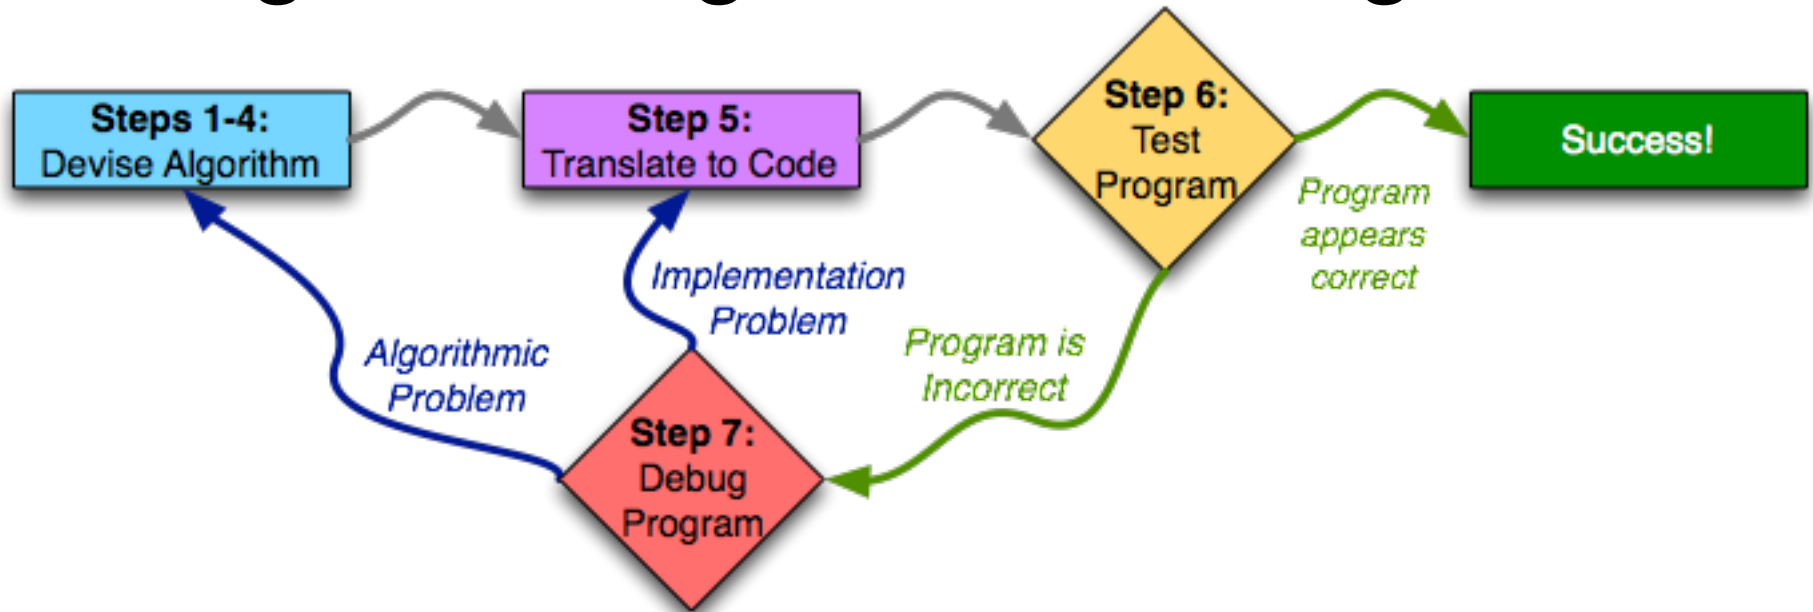 Steps 1-4:
Devise Algorithm
Step 5:
Translate to Code
Step 6:
Test
Program
Success!
Program
appears
correct
Implementation
Problem
Algorithmic
Problem
Program is
Incorrect
Step 7:
Debug
Program